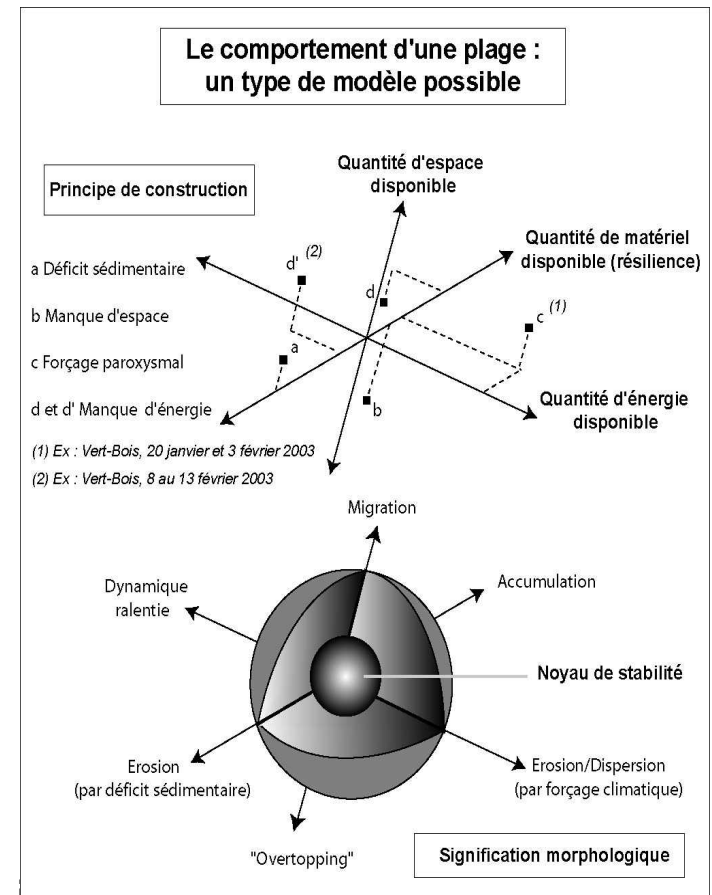 Le comportement d'une plage :
un type de modèle possible
Principe de construction
Quantité d'espace
disponible
Quantité de matériel
disponible (résilience)
a Déficit sédimentaire
b Manque d'espace
c Forçage paroxysmal
d et d' Manque d'énergie
d' (2)
d
a
b
c (1)
Quantité d'énergie
disponible
(1) Ex : Vert-Bois, 20 janvier et 3 février 2003
(2) Ex : Vert-Bois, 8 au 13 février 2003
Migration
Dynamique
ralentie
Accumulation
Noyau de stabilité
Erosion
(par déficit sédimentaire)
Erosion/Dispersion
(par forçage climatique)
"Overtopping"
Signification morphologique